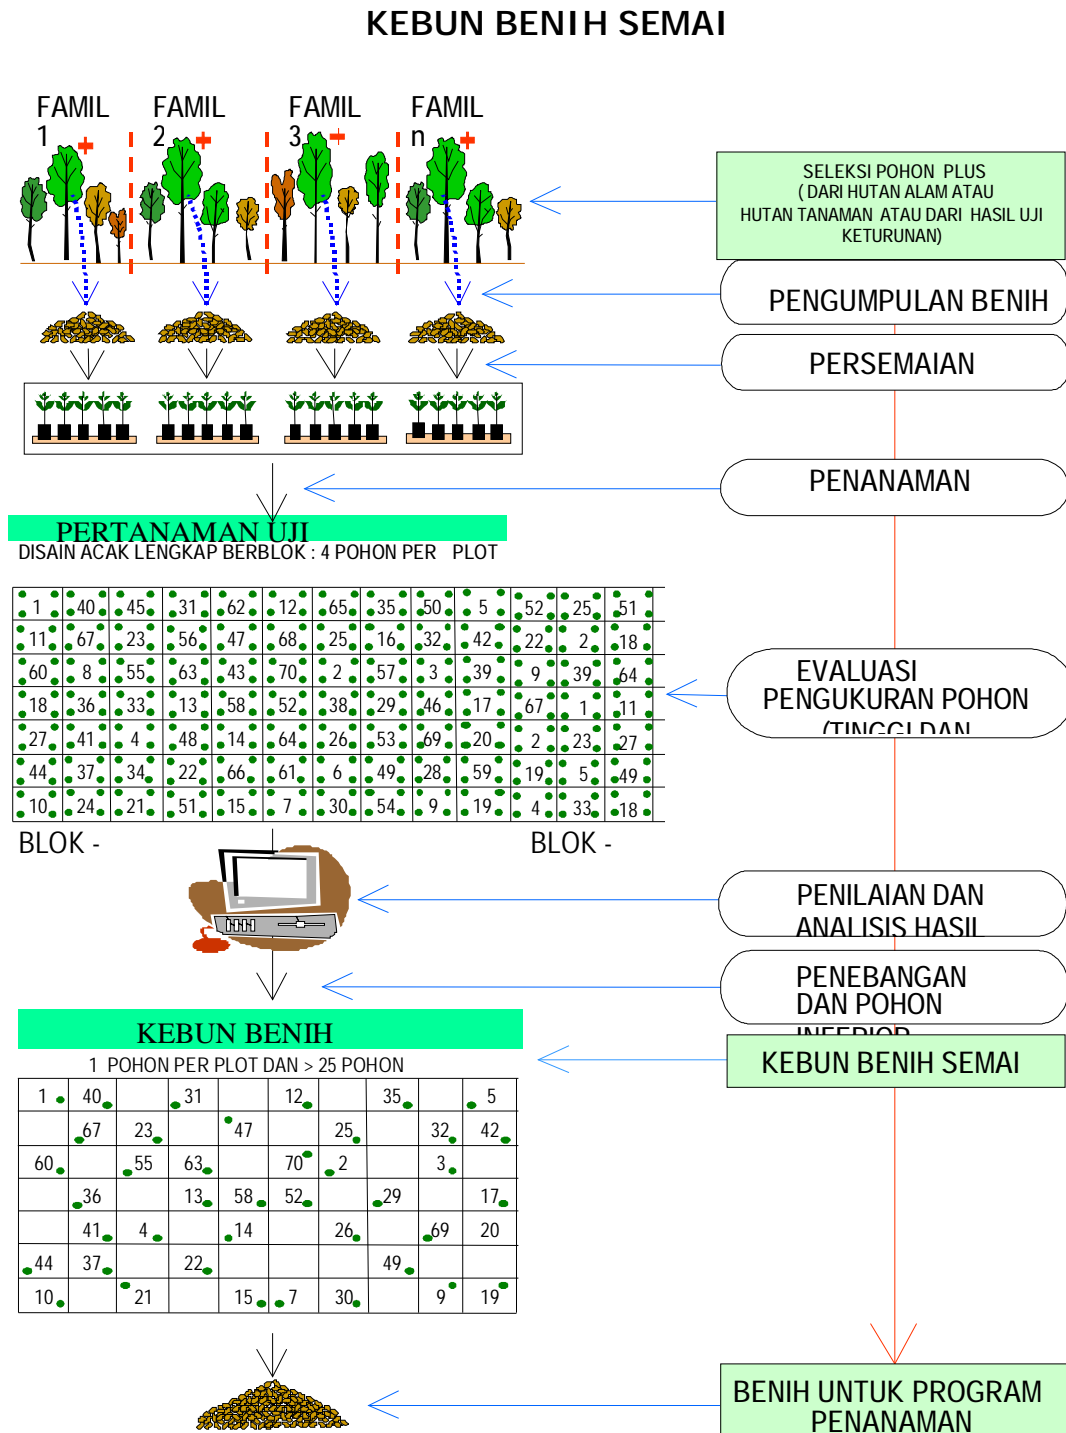 KEBUN BENIH SEMAI
FAMIL 1
FAMIL 2
FAMIL 3
FAMIL n
SELEKSI POHON PLUS
( DARI HUTAN ALAM ATAU
HUTAN TANAMAN ATAU DARI HASIL UJI
KETURUNAN)
PENGUMPULAN BENIH
PERSEMAIAN
PENANAMAN
PERTANAMAN UJI
DISAIN ACAK LENGKAP BERBLOK : 4 POHON PER PLOT
1 40 45 31 62 12 65 35 50 5 52 25 51
11 67 23 56 47 68 25 16 32 42 22 2 18
60 8 55 63 43 70 2 57 3 39 9 39 64
18 36 33 13 58 52 38 29 46 17 67 1 11
27 41 4 48 14 64 26 53 69 20 2 23 27
44 37 34 22 66 61 6 49 28 59 19 5 49
10 24 21 51 15 7 30 54 9 19 4 33 18
EVALUASI
PENGUKURAN POHON
(TINGGI DAN
BLOK - BLOK -
PENILAIAN DAN
ANALISIS HASIL
PENEBANGAN
DAN POHON
INFERIOR
KEBUN BENIH
KEBUN BENIH SEMAI
1 POHON PER PLOT DAN > 25 POHON
1 40 31 12 35 5
67 23 47 25 32 42
60 55 63 70 2 3
36 13 58 52 29 17
41 4 14 26 69 20
44 37 22 49
10 21 15 7 30 9 19
BENIH UNTUK PROGRAM
PENANAMAN